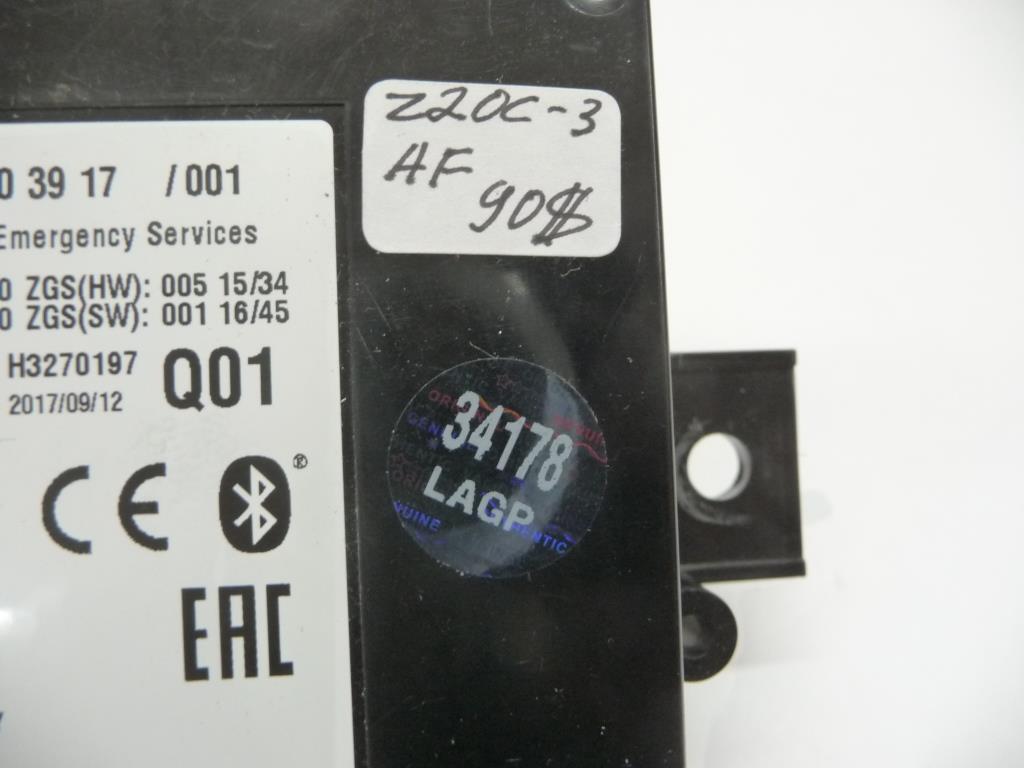 Z20C-3
AF
90$
0 39 17 /001
Emergency Services
0 ZGS(HW): 005 15/34
0 ZGS(SW): 001 16/45
H3270197
Q01
2017/09/12
CE
®
EAC
34178
LAGP